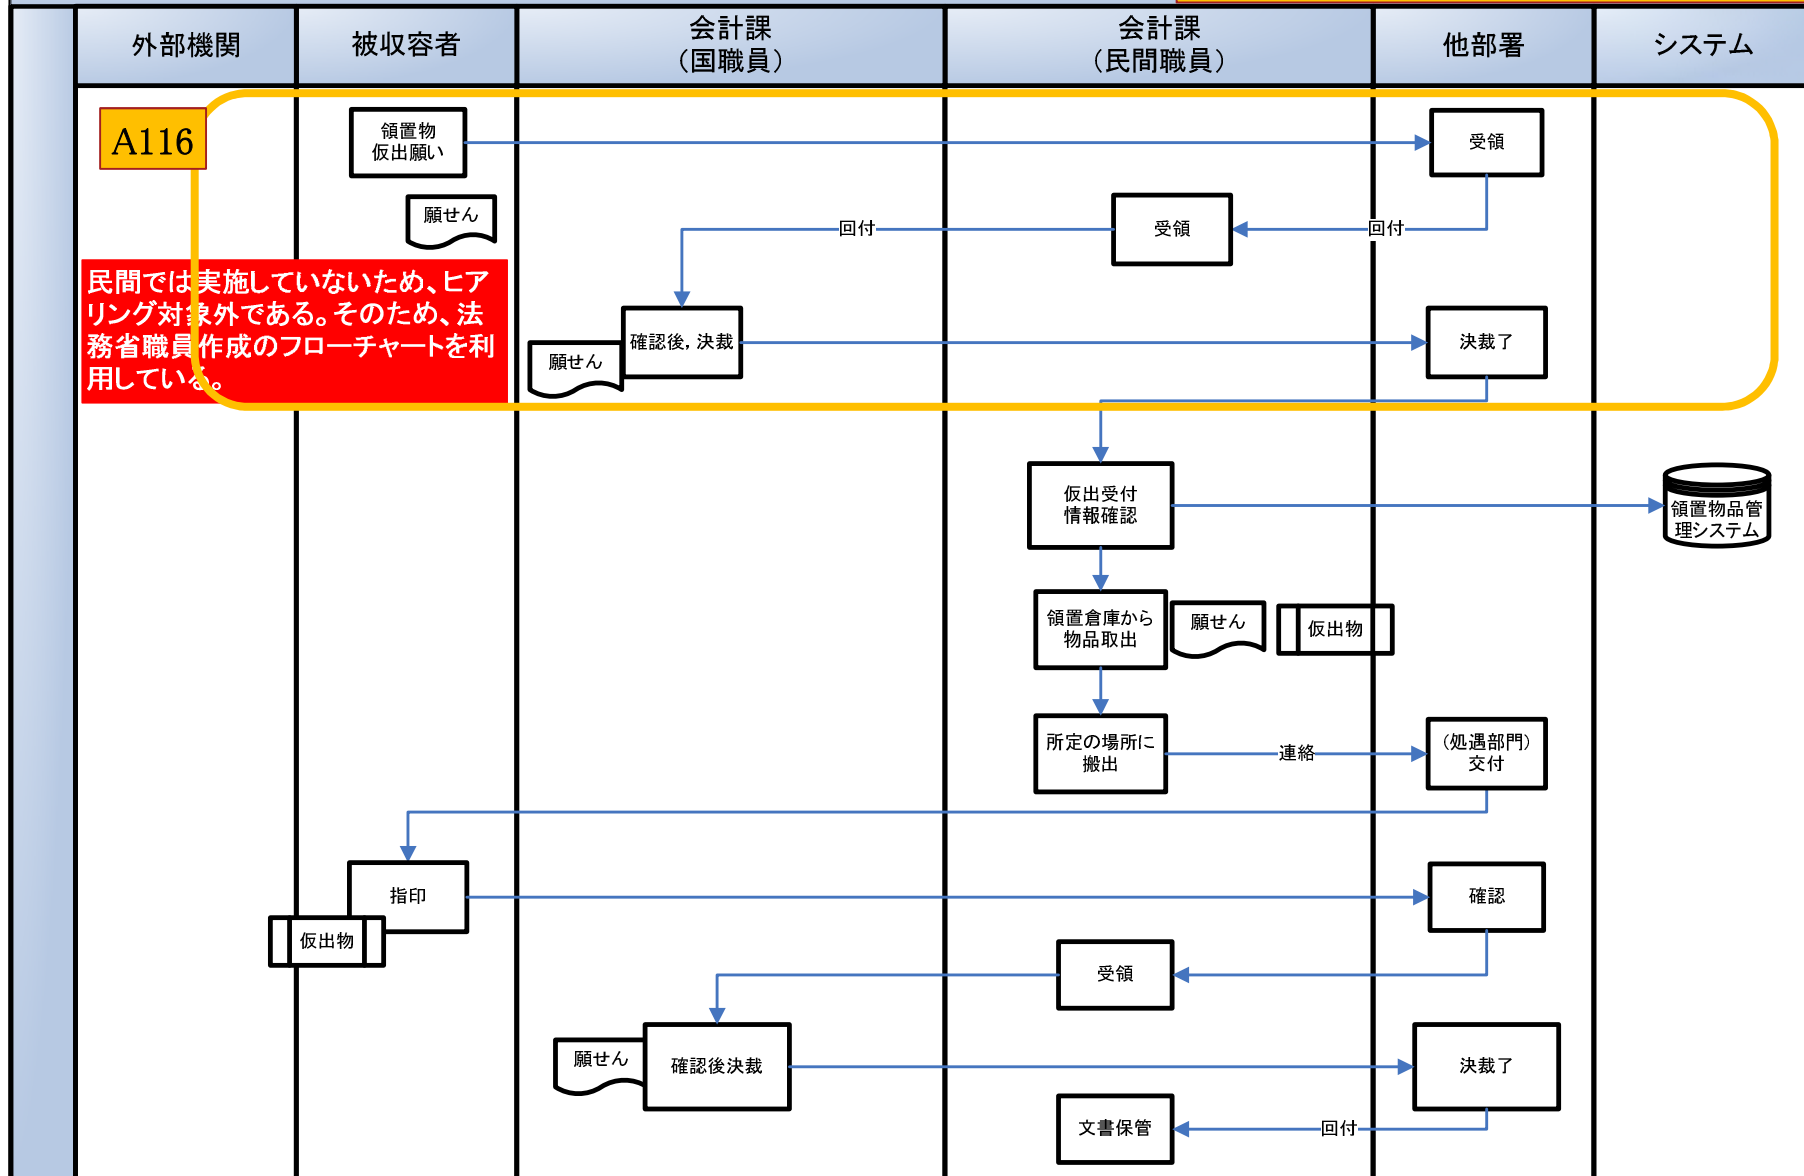 外部機関
被収容者
会計課
（国職員）
会計課
（民間職員）
他部署
システム
A116
領置物
仮出願い
受領
願せん
回付
受領
回付
民間では実施していないため、ヒア
リング対象外である。そのため、法
務省職員作成のフローチャートを利
用している。
願せん
確認後，決裁
決裁了
仮出受付
情報確認
領置物品管
理システム
領置倉庫から
物品取出
願せん
仮出物
所定の場所に
搬出
連絡
（処遇部門）
交付
指印
確認
仮出物
受領
願せん
確認後決裁
決裁了
文書保管
回付